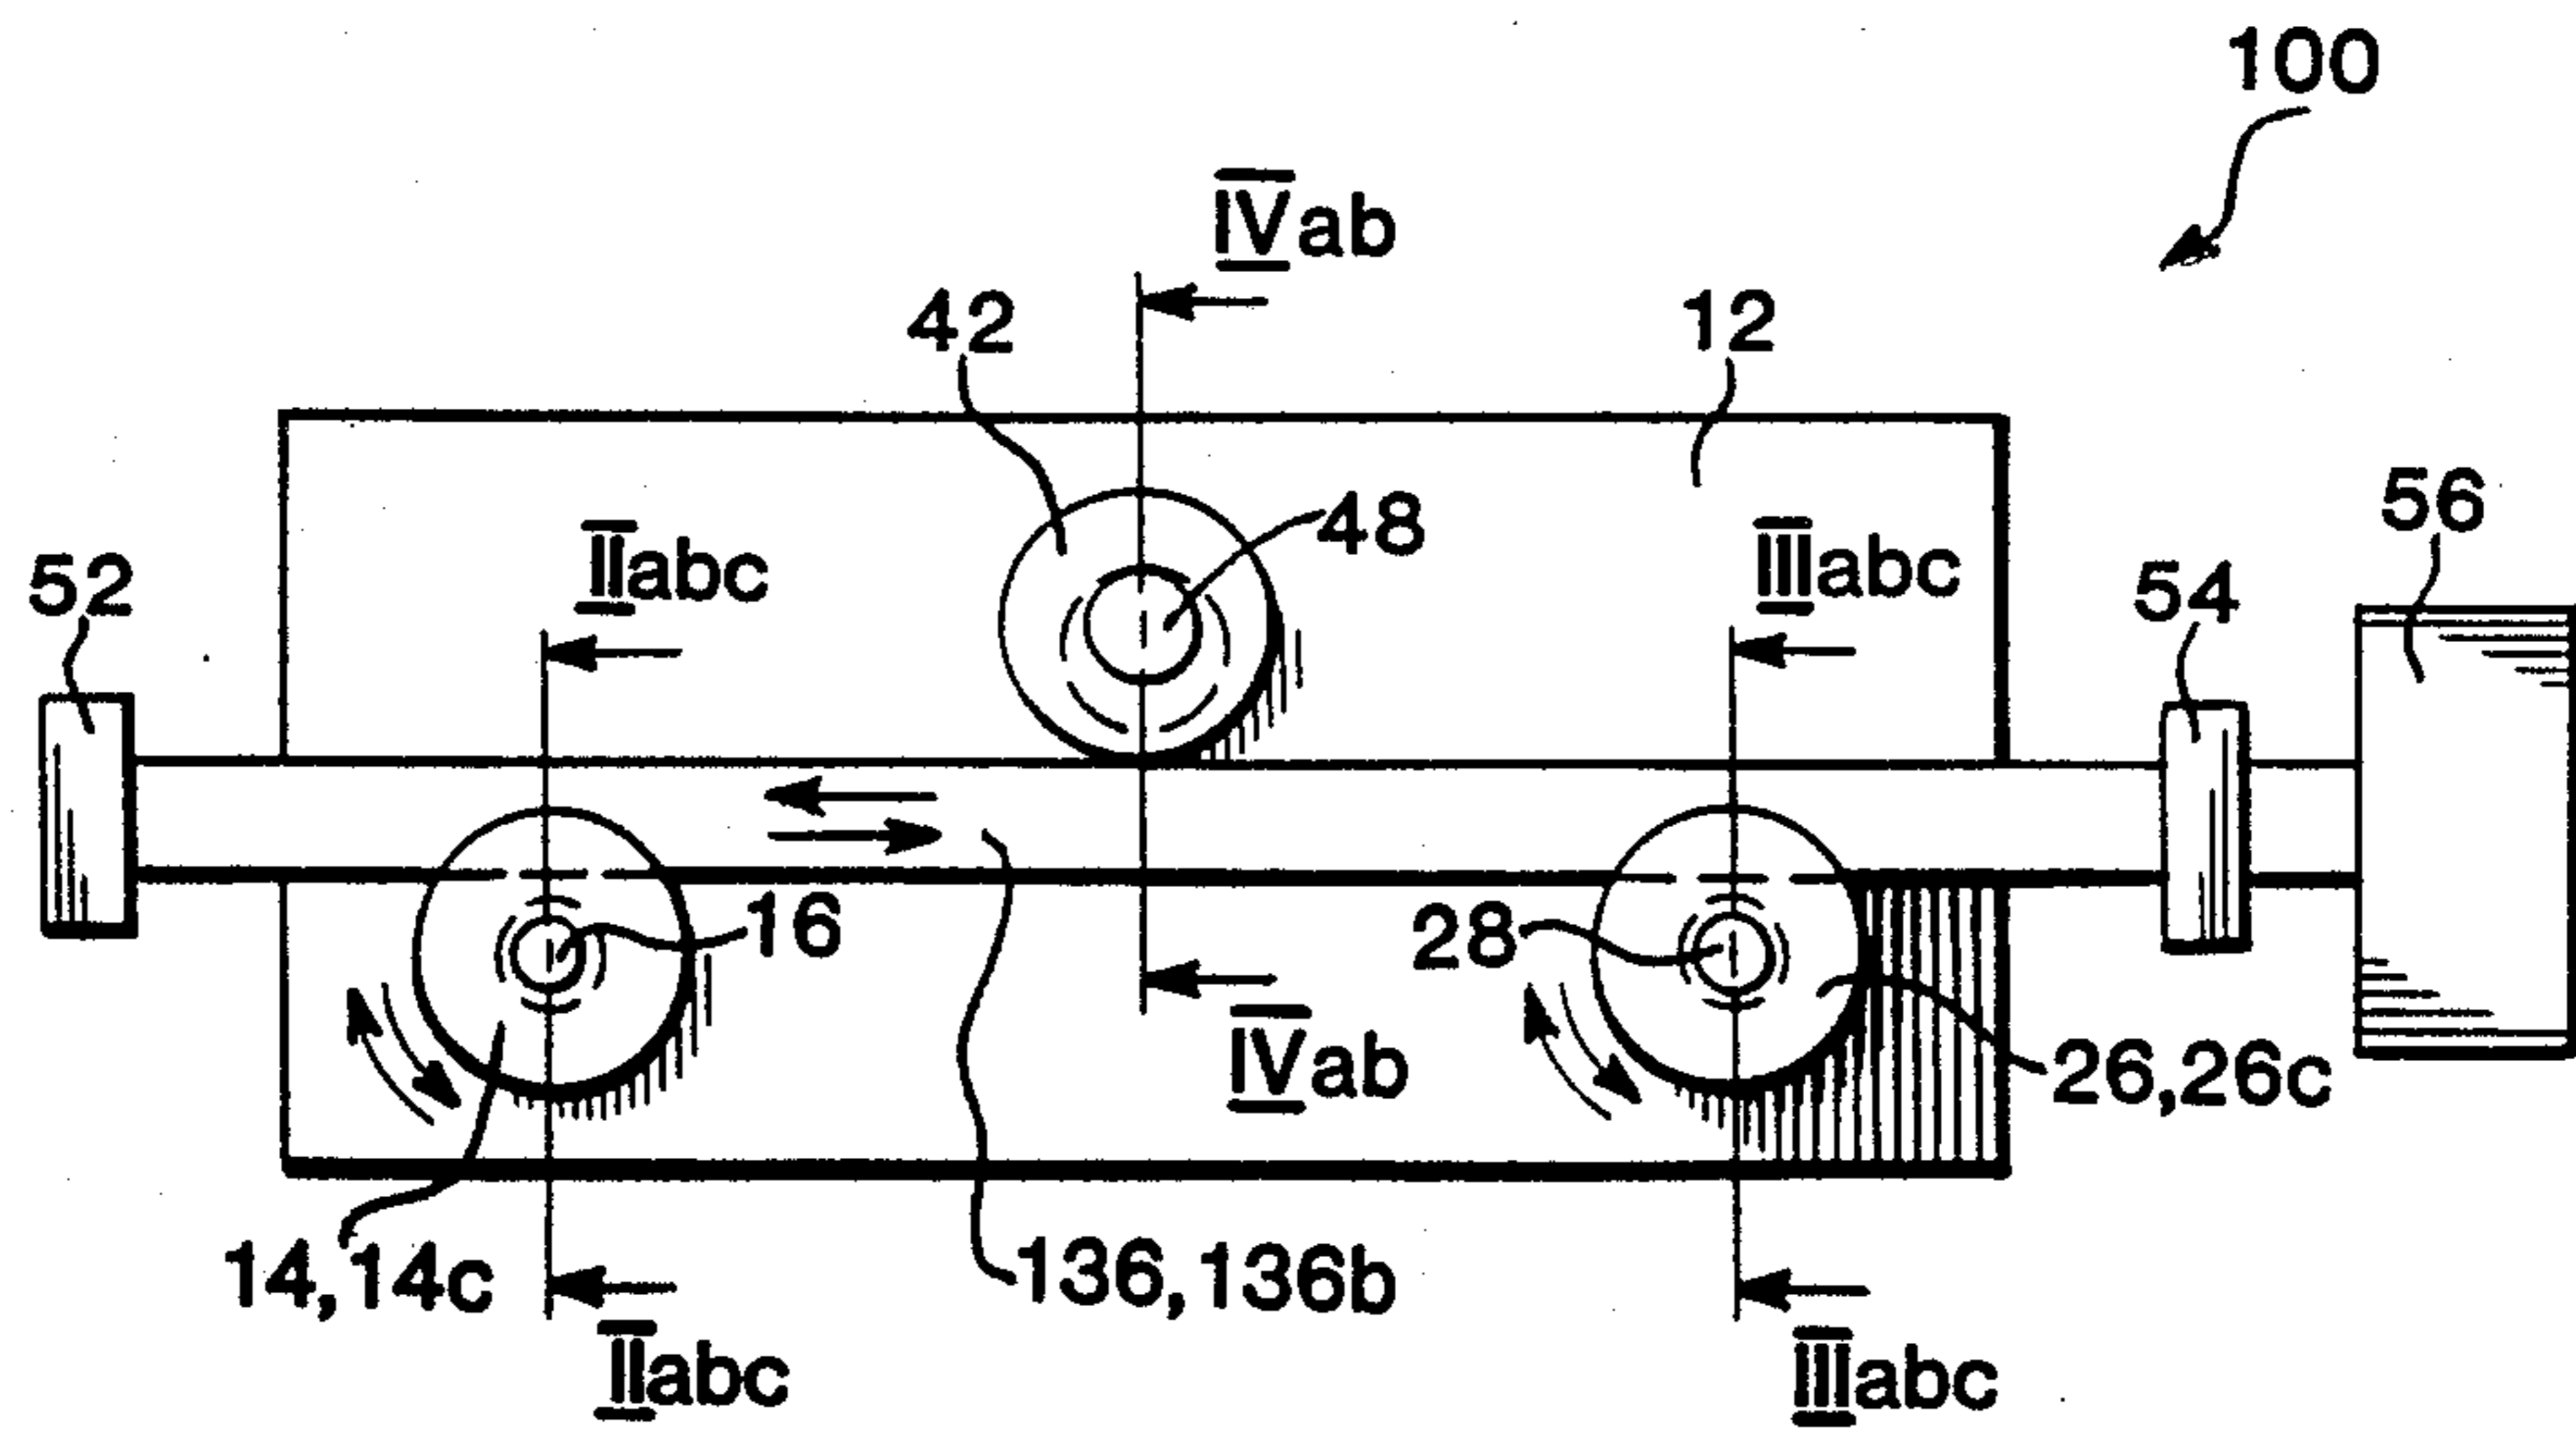 100
IVab
42
12
48
56
IIabc
IIIabc
52
54
16
28
IVab
26,26c
14,14c
136,136b
IIabc
IIIabc